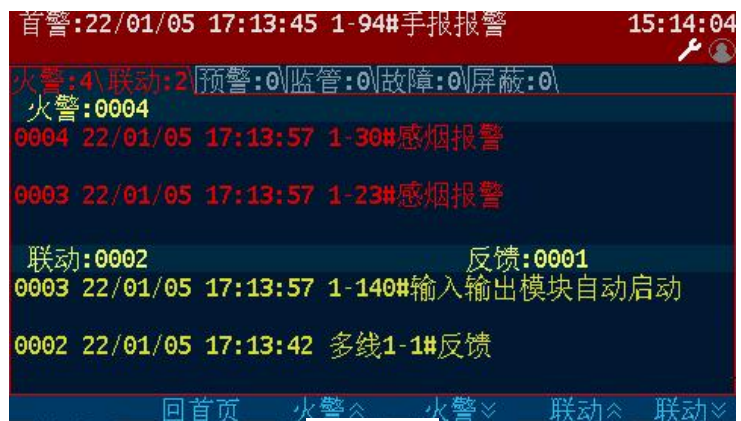 首警:22/01/05 17:13:45 1-94#手报报警 15:14:04
火警:4\联动:2\预警:0\监管:0\故障:0\屏蔽:0\
火警:0004
0004 22/01/05 17:13:57 1-30#感烟报警
0003 22/01/05 17:13:57 1-23#感烟报警
联动:0002 反馈:0001
0003 22/01/05 17:13:57 1-140#输入输出模块自动启动
0002 22/01/05 17:13:42 多线1-1#反馈
回首页 火警︽ 火警︾ 联动︽ 联动︾